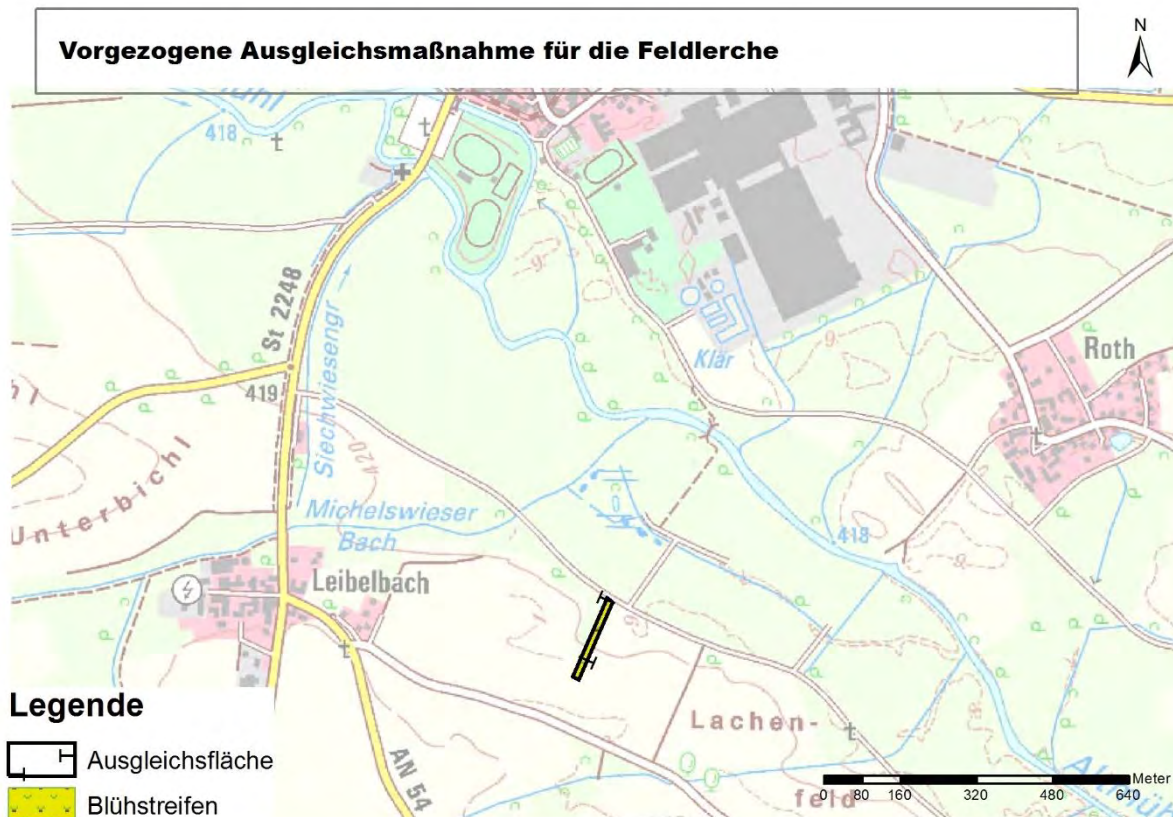 Vorgezogene Ausgleichsmaßnahme für die Feldlerche
N
418
St 2248
Siechwiesengr
419
420
Unterbichl
Michelswieser
Bach
Leibelbach
Klär
Roth
418
Lachen-
feld
AN 54
Legende
Ausgleichsfläche
Blühstreifen
0 80 160 320 480 640
Meter